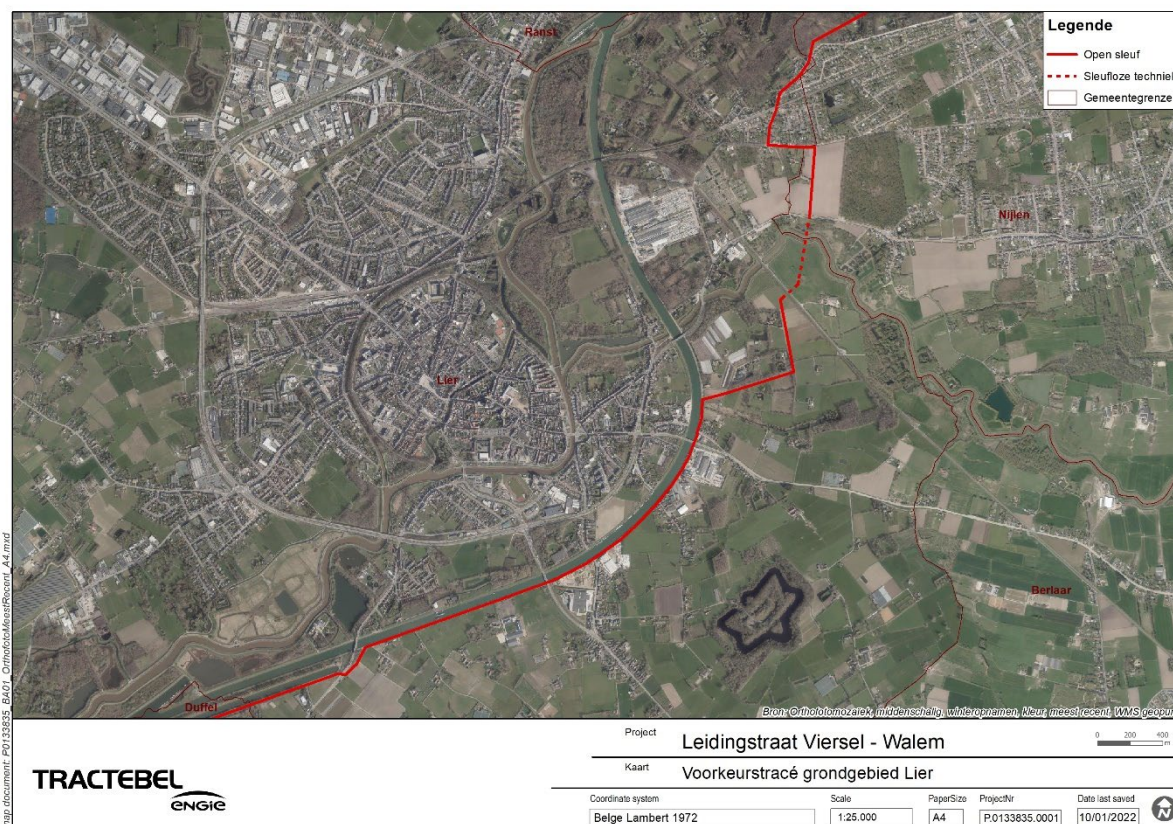 Legende
Open sleuf
Sleufloze techniek
Gemeentegrenze
Ranst
Nijlen
Lier
Berlaar
Duffel
Bron: Orthofotomozaïek, middenschalig, winteropnamen, kleur, meest recent, WMS geopun
map document: P0133835_BA01_OrthofotoMeestRecent_A4.mxd
TRACTEBEL
ENGIE
Project
Leidingstraat Viersel - Walem
0 200 400
m
Kaart
Voorkeurstracé grondgebied Lier
Coordinate system
Scale
PaperSize
ProjectNr
Date last saved
Belge Lambert 1972
1:25.000
A4
P.0133835.0001
10/01/2022
N